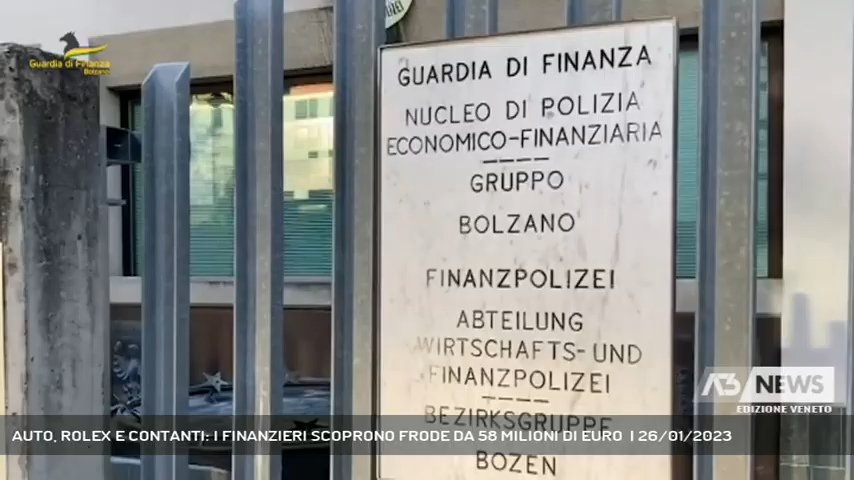 Guardia di Finanza
Bolzano
GUARDIA DI FINANZA
NUCLEO DI POLIZIA
ECONOMICO-FINANZIARIA
GRUPPO
BOLZANO
FINANZPOLIZEI
ABTEILUNG
WIRTSCHAFTS-UND
FINANZPOLIZEI
BEZIRKSGRUPPE
BOZEN
A3 NEWS
EDIZIONE VENETO
AUTO, ROLEX E CONTANTI: I FINANZIERI SCOPRONO FRODE DA 58 MILIONI DI EURO | 26/01/2023